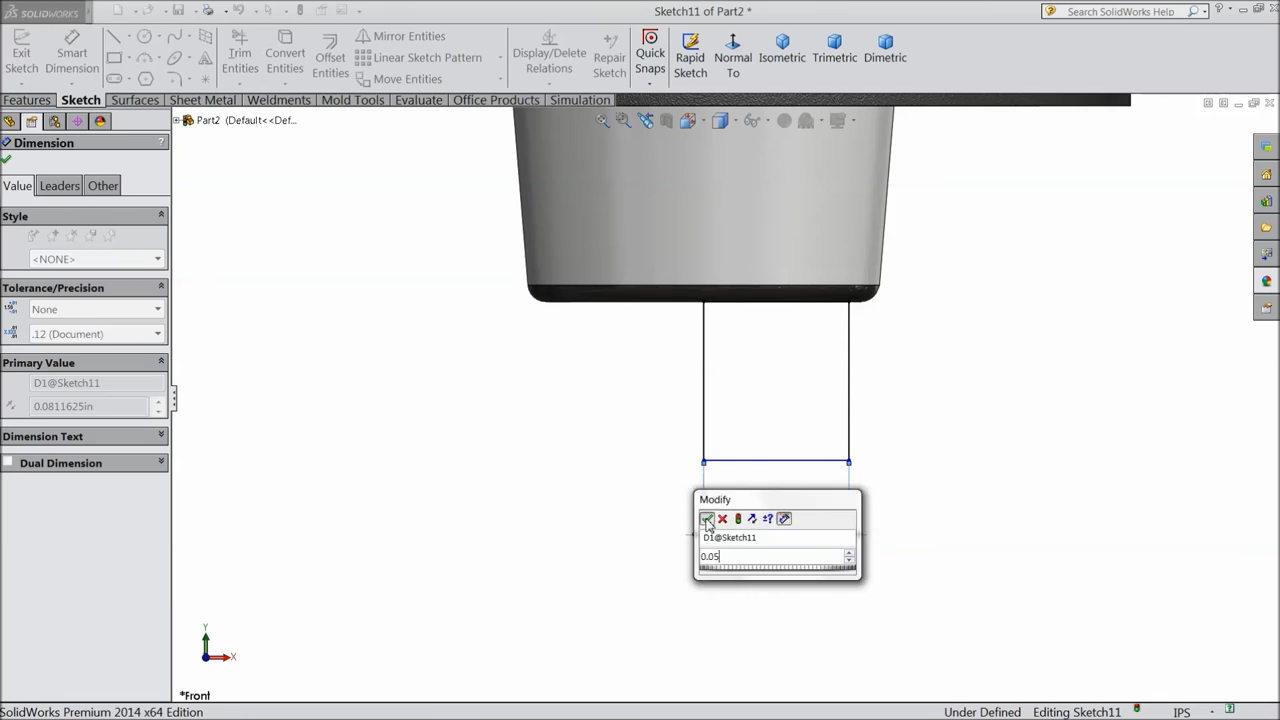 SOLIDWORKS
Sketch11 of Part2 *
Search SolidWorks Help
Exit Sketch
Smart Dimension
Trim Entities
Convert Entities
Offset Entities
Mirror Entities
Linear Sketch Pattern
Move Entities
Display/Delete Relations
Repair Sketch
Quick Snaps
Rapid Sketch
Normal To
Isometric
Trimetric
Dimetric
Features
Sketch
Surfaces
Sheet Metal
Weldments
Mold Tools
Evaluate
Office Products
Simulation
Part2 (Default<<Def...
Dimension
?
Value
Leaders
Other
Style
<NONE>
Tolerance/Precision
None
.12 (Document)
Primary Value
D1@Sketch11
0.0811625in
Dimension Text
Dual Dimension
Modify
±?
D1@Sketch11
0.05
Y
X
*Front
SolidWorks Premium 2014 x64 Edition
Under Defined
Editing Sketch11
IPS